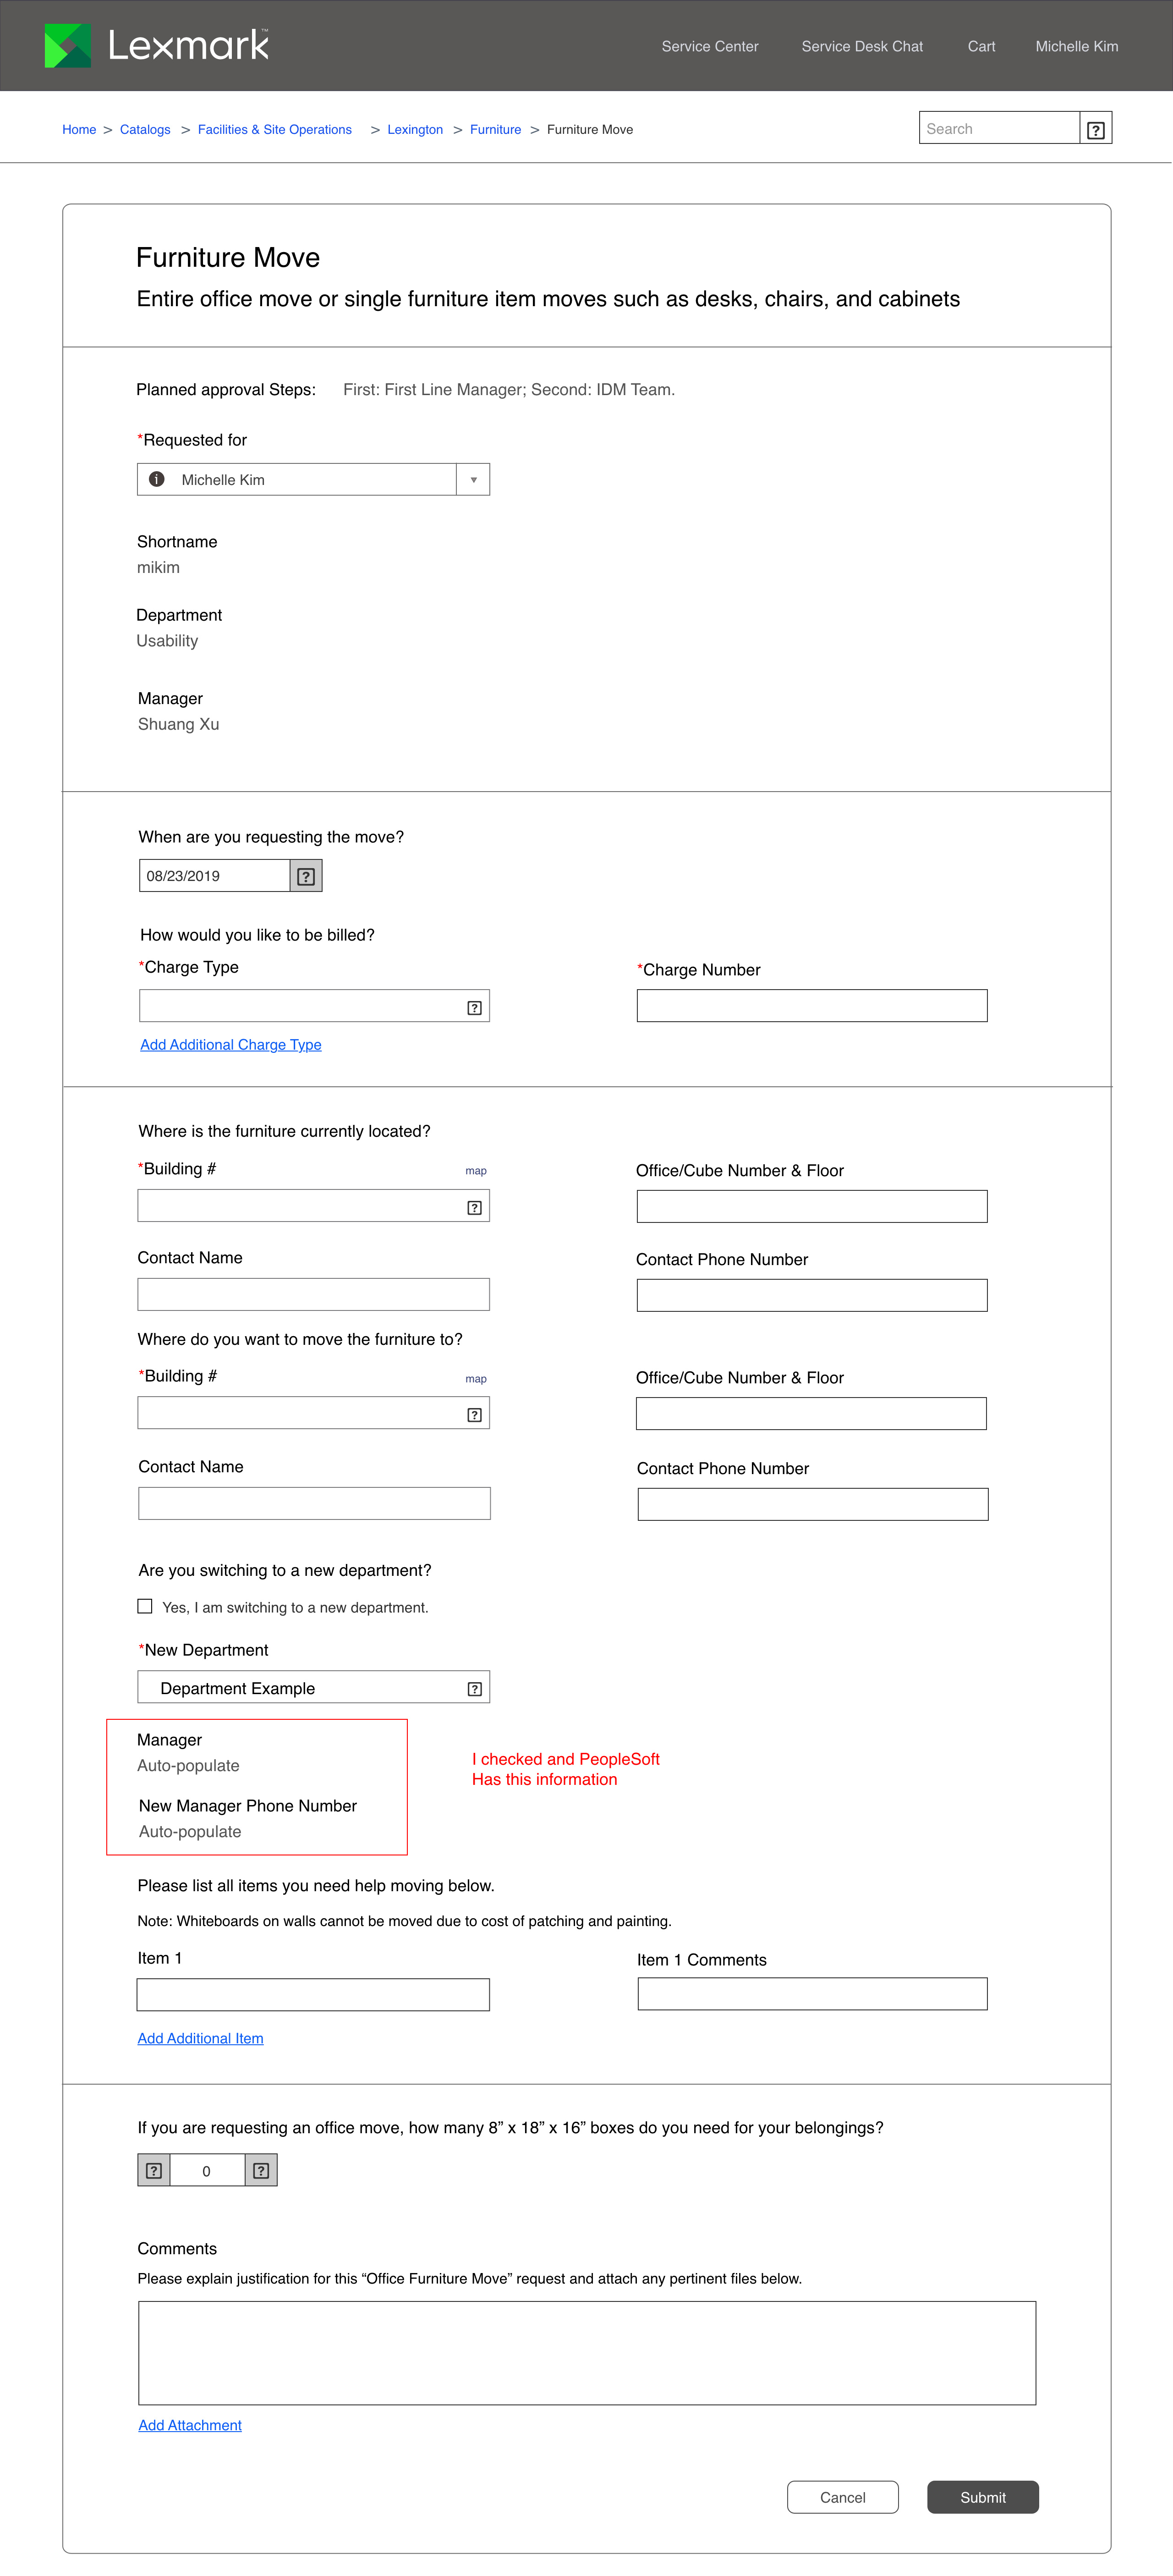 Lexmark™
Service Center Service Desk Chat Cart Michelle Kim
Home > Catalogs > Facilities & Site Operations > Lexington > Furniture > Furniture Move
Search
Furniture Move
Entire office move or single furniture item moves such as desks, chairs, and cabinets
Planned approval Steps: First: First Line Manager; Second: IDM Team.
*Requested for
Michelle Kim
Shortname
mikim
Department
Usability
Manager
Shuang Xu
When are you requesting the move?
08/23/2019
How would you like to be billed?
*Charge Type *Charge Number
Add Additional Charge Type
Where is the furniture currently located?
*Building # map Office/Cube Number & Floor
Contact Name Contact Phone Number
Where do you want to move the furniture to?
*Building # map Office/Cube Number & Floor
Contact Name Contact Phone Number
Are you switching to a new department?
Yes, I am switching to a new department.
*New Department
Department Example
Manager
Auto-populate
I checked and PeopleSoft
Has this information
New Manager Phone Number
Auto-populate
Please list all items you need help moving below.
Note: Whiteboards on walls cannot be moved due to cost of patching and painting.
Item 1 Item 1 Comments
Add Additional Item
If you are requesting an office move, how many 8” x 18” x 16” boxes do you need for your belongings?
0
Comments
Please explain justification for this “Office Furniture Move” request and attach any pertinent files below.
Add Attachment
Cancel Submit